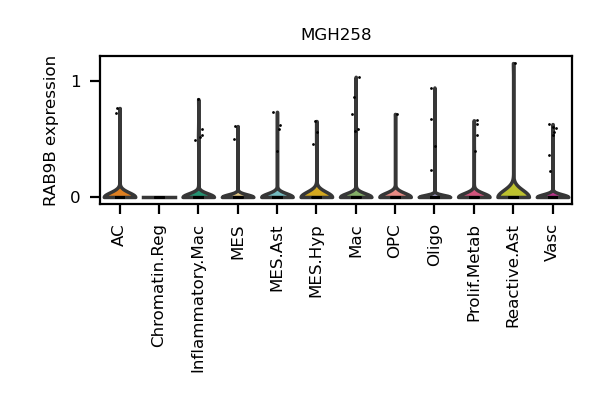 MGH258
RAB9B expression
1
0
AC
Chromatin.Reg
Inflammatory.Mac
MES
MES.Ast
MES.Hyp
Mac
OPC
Oligo
Prolif.Metab
Reactive.Ast
Vasc